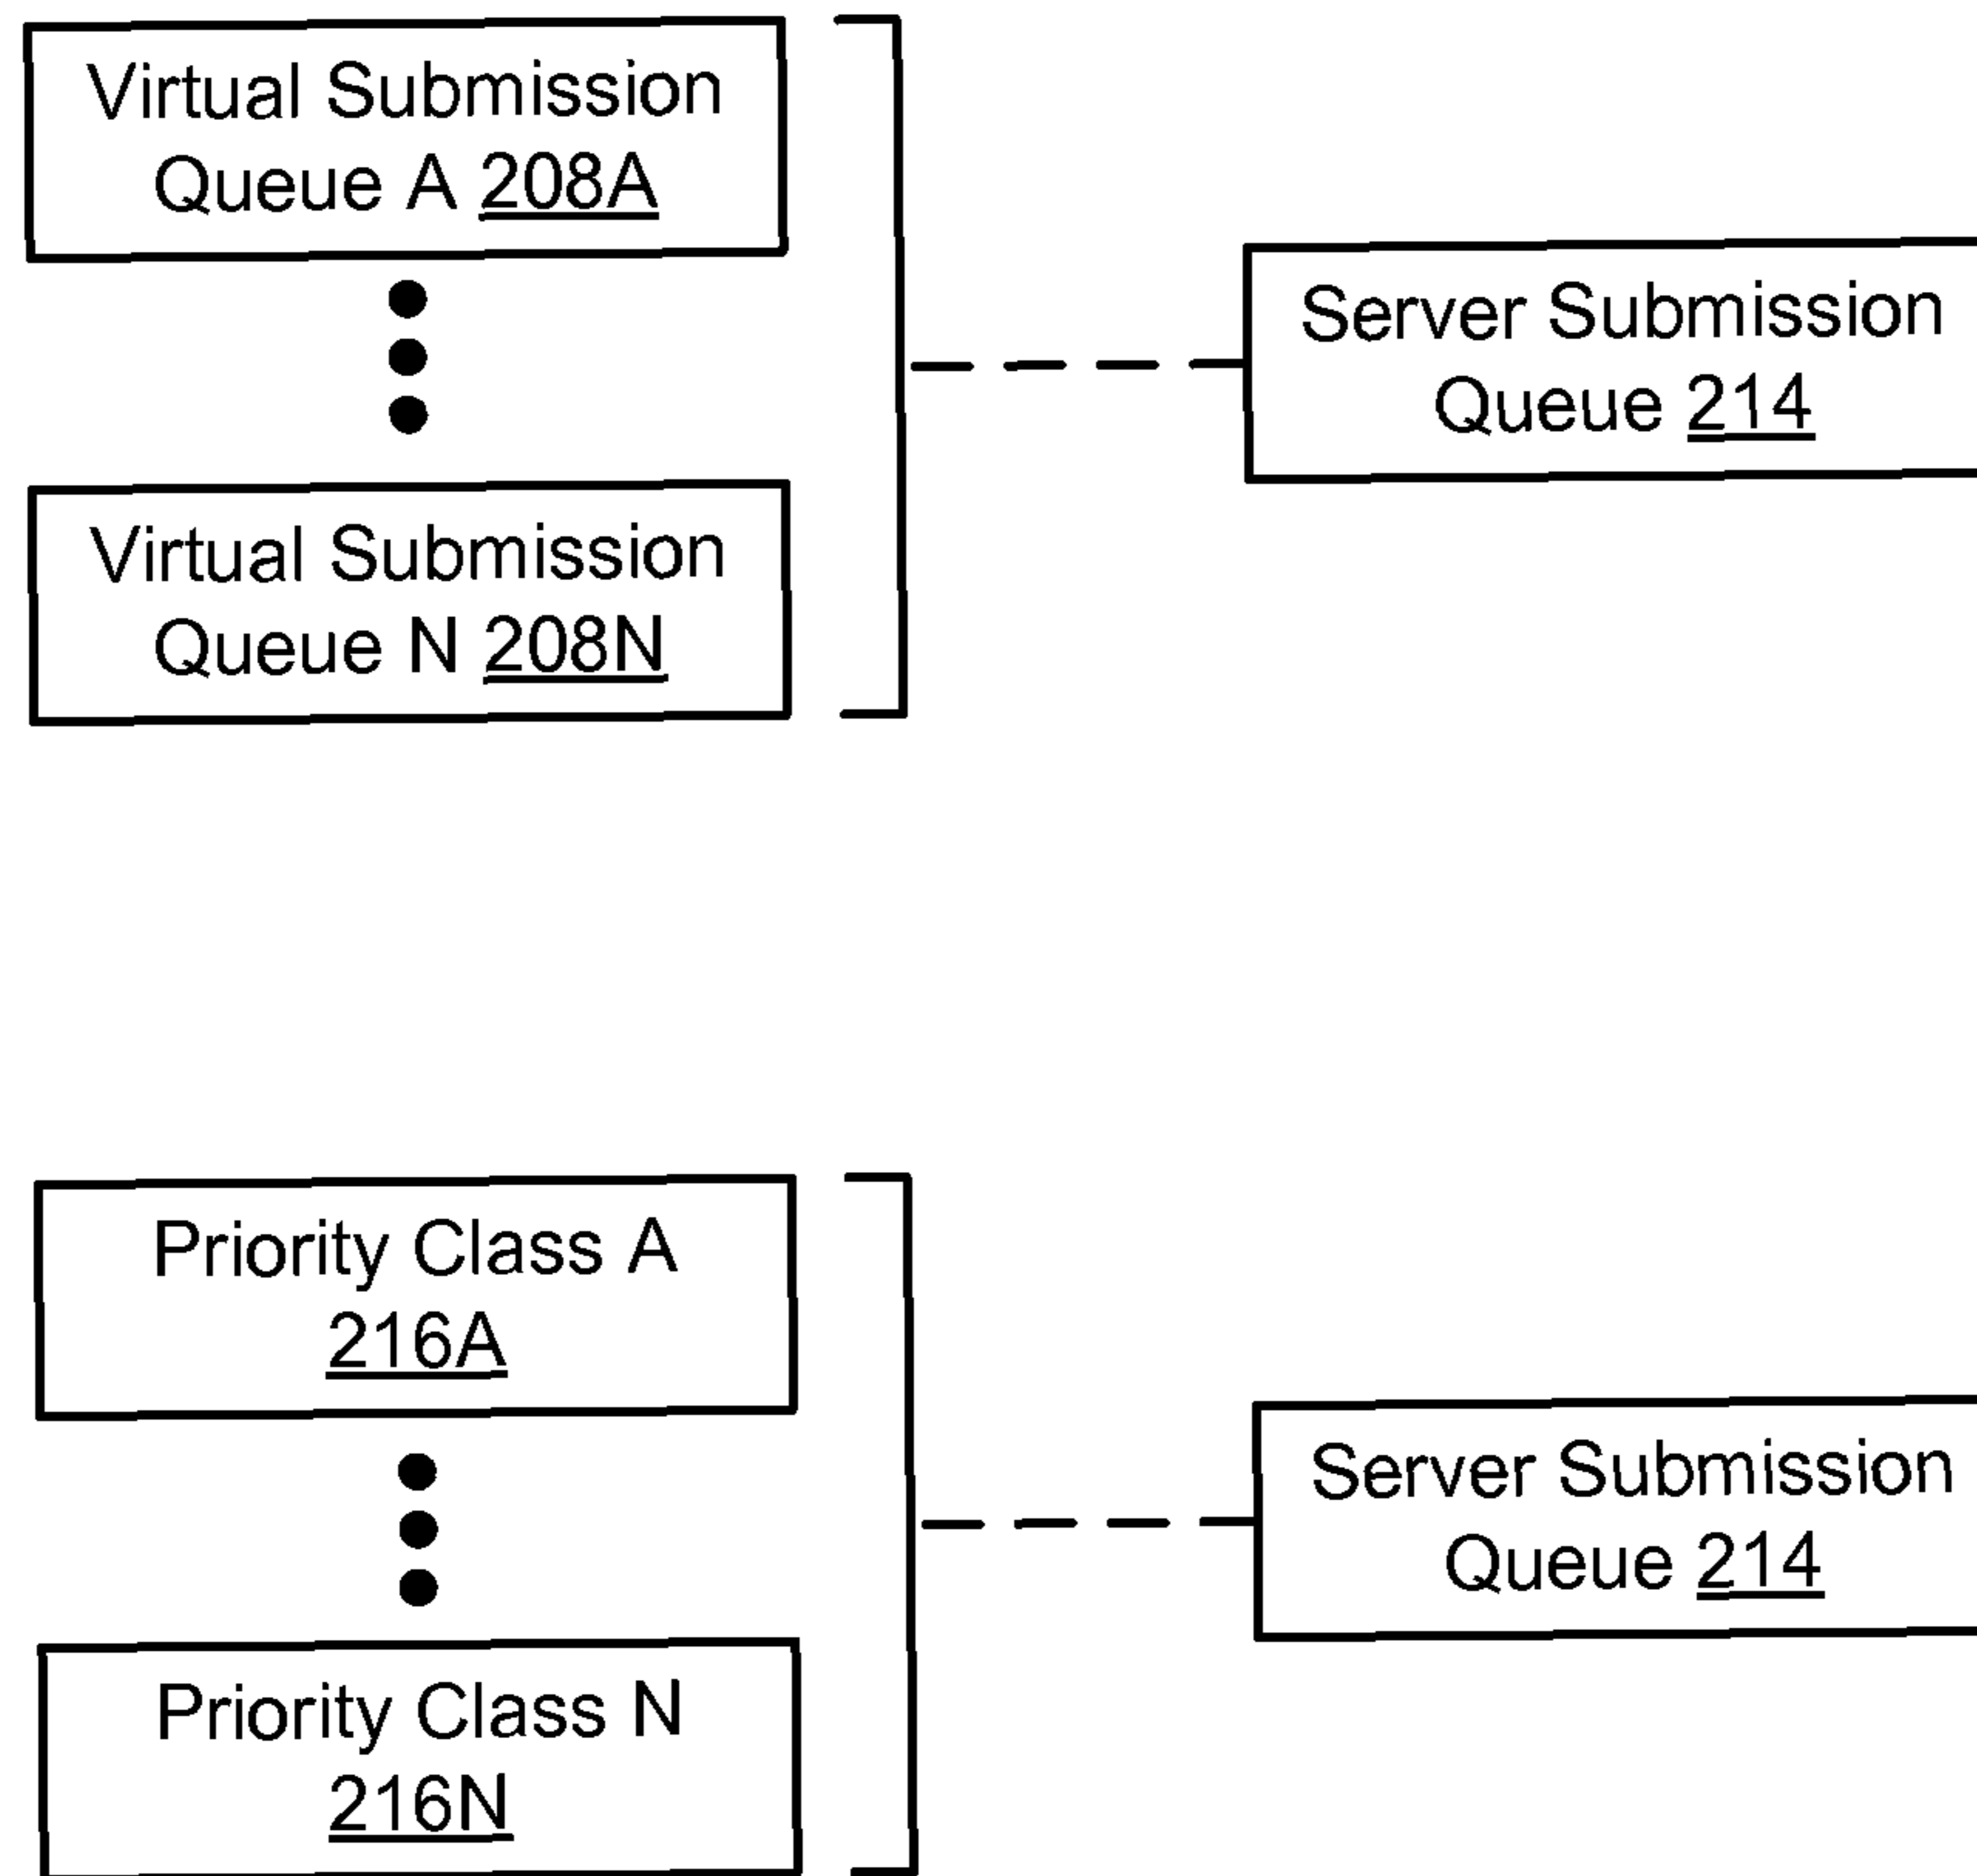 Virtual Submission
Queue A 208A
Server Submission
Queue 214
Virtual Submission
Queue N 208N
Priority Class A
216A
Server Submission
Queue 214
Priority Class N
216N